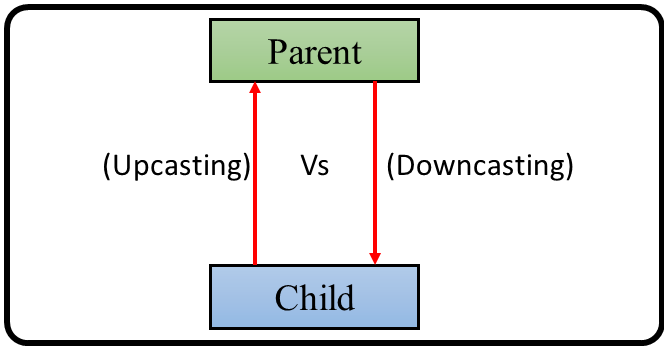 Parent
(Upcasting) Vs (Downcasting)
Child